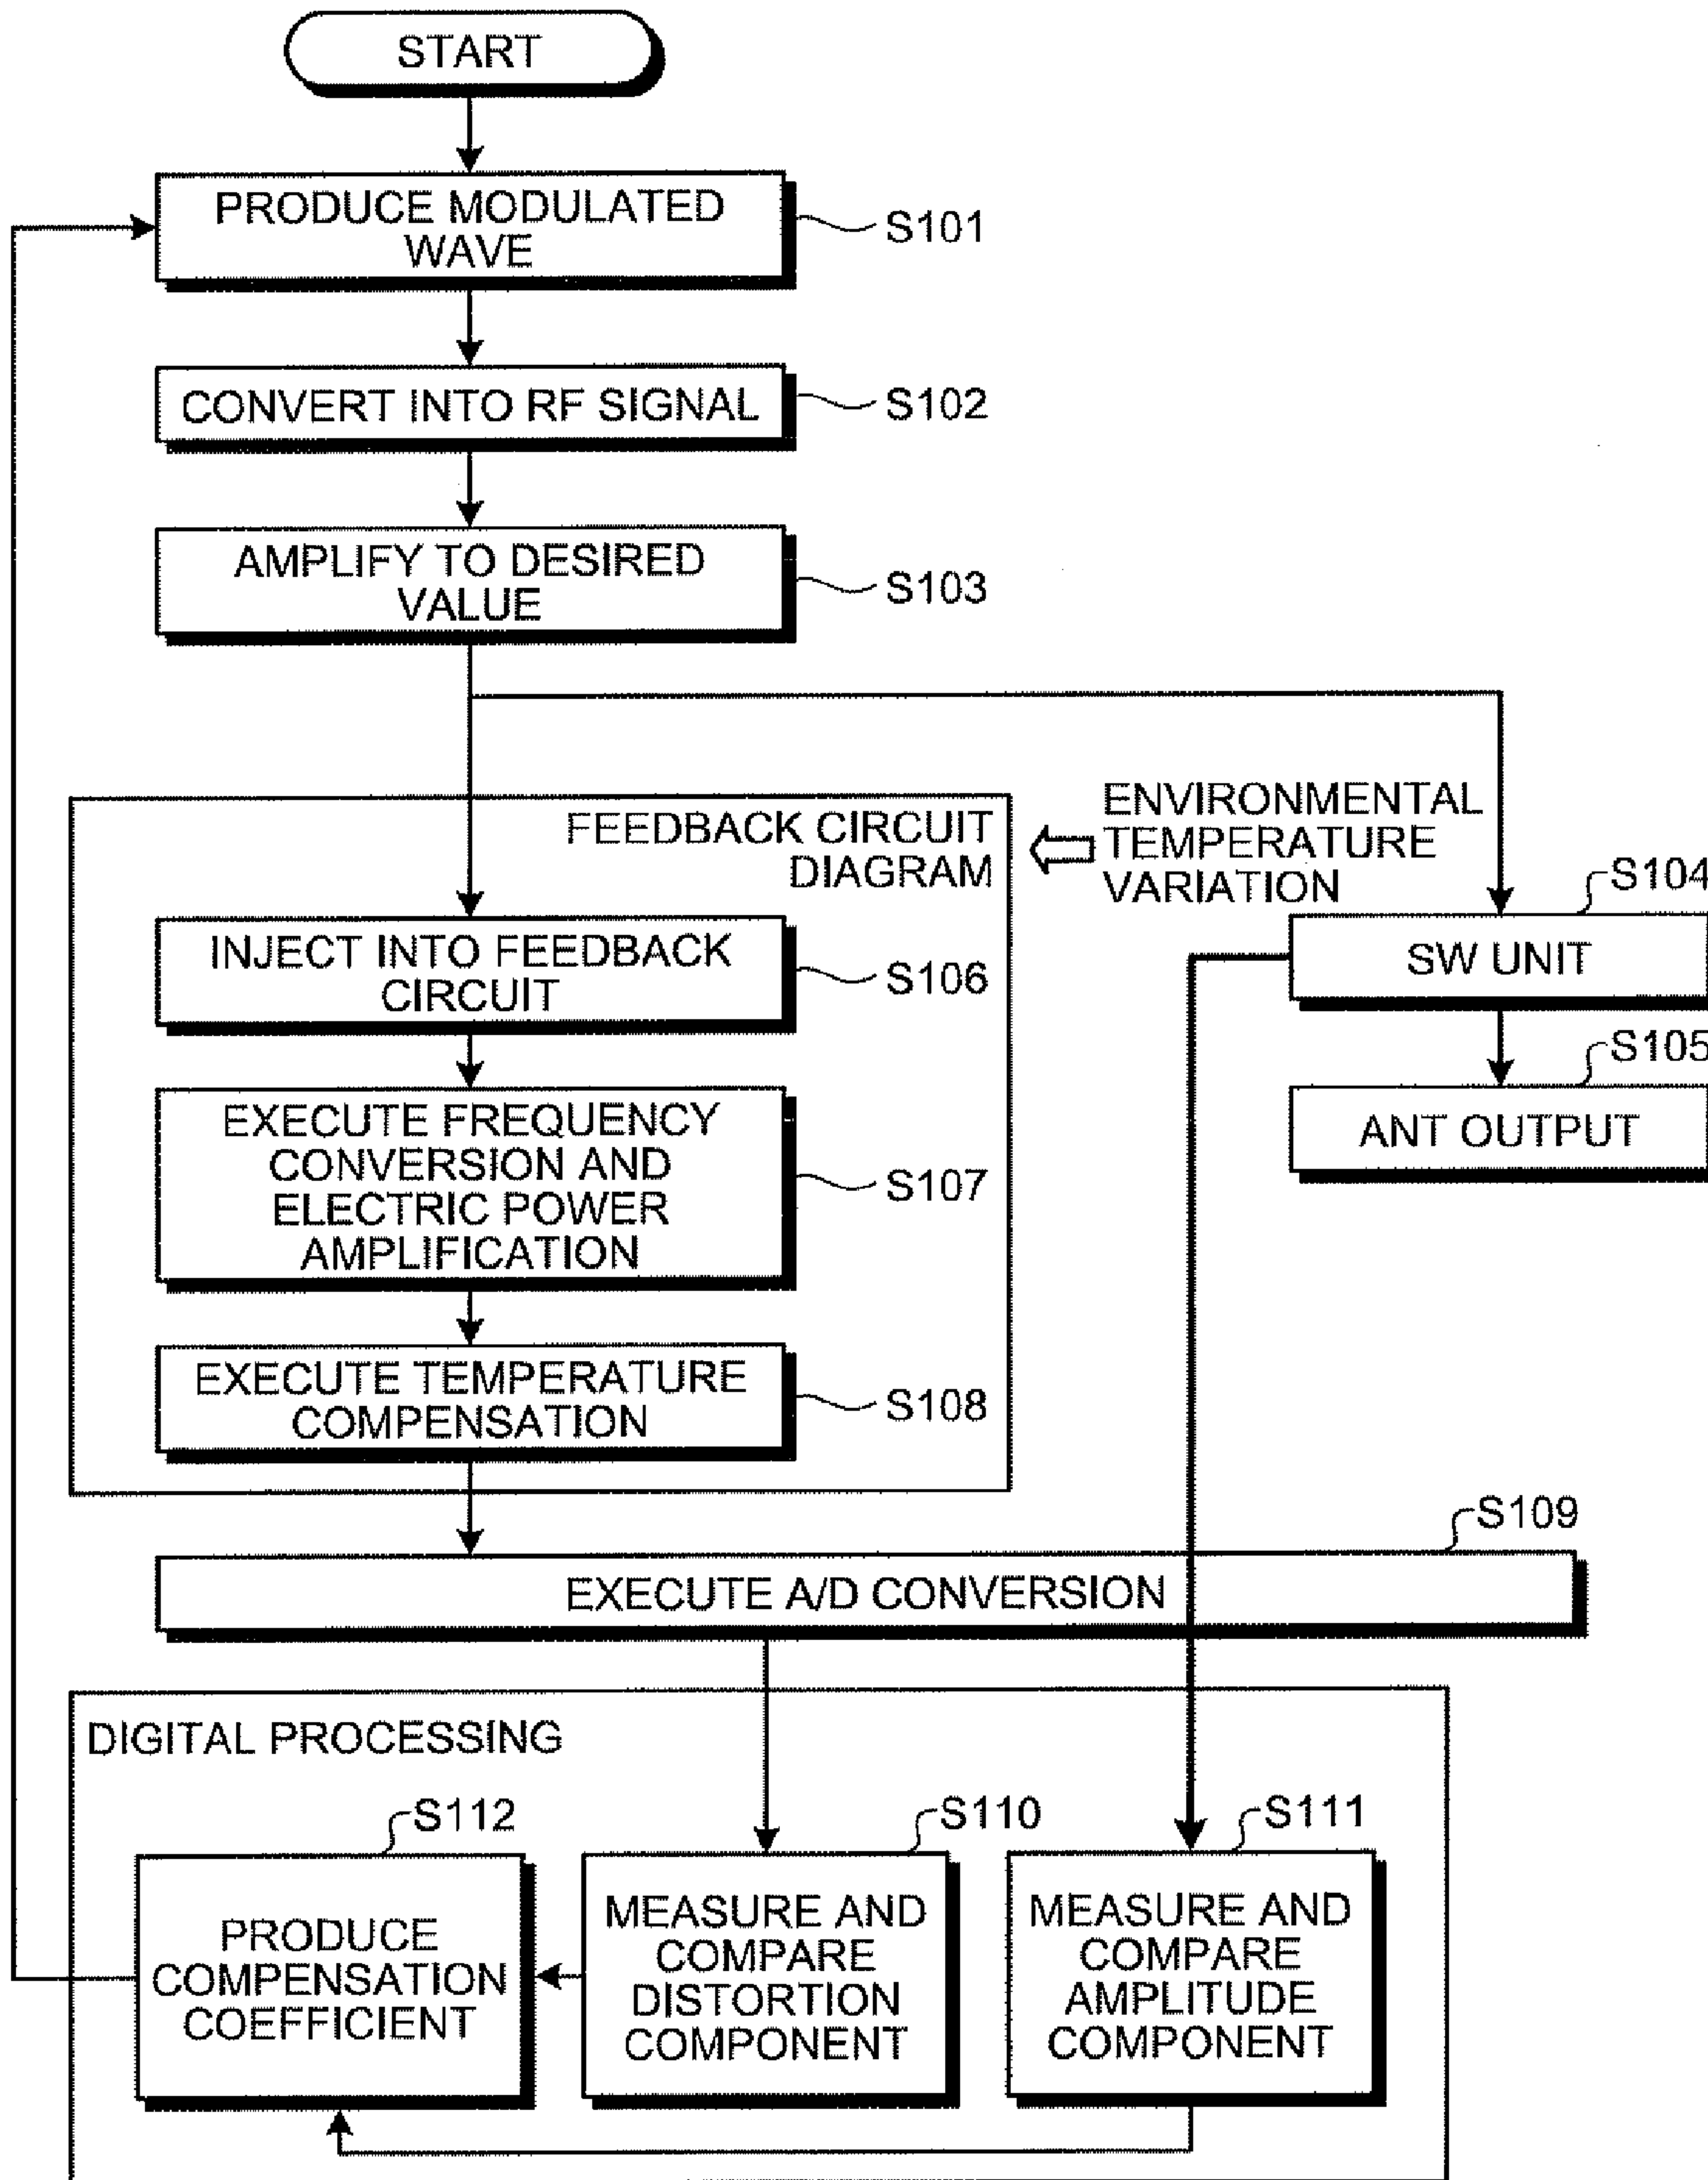 START
PRODUCE MODULATED
WAVE
S101
CONVERT INTO RF SIGNAL
S102
AMPLIFY TO DESIRED
VALUE
S103
FEEDBACK CIRCUIT
DIAGRAM
ENVIRONMENTAL
TEMPERATURE
VARIATION
S104
SW UNIT
INJECT INTO FEEDBACK
CIRCUIT
S106
S105
ANT OUTPUT
EXECUTE FREQUENCY
CONVERSION AND
ELECTRIC POWER
AMPLIFICATION
S107
EXECUTE TEMPERATURE
COMPENSATION
S108
S109
EXECUTE A/D CONVERSION
DIGITAL PROCESSING
S112
PRODUCE
COMPENSATION
COEFFICIENT
S110
MEASURE AND
COMPARE
DISTORTION
COMPONENT
S111
MEASURE AND
COMPARE
AMPLITUDE
COMPONENT